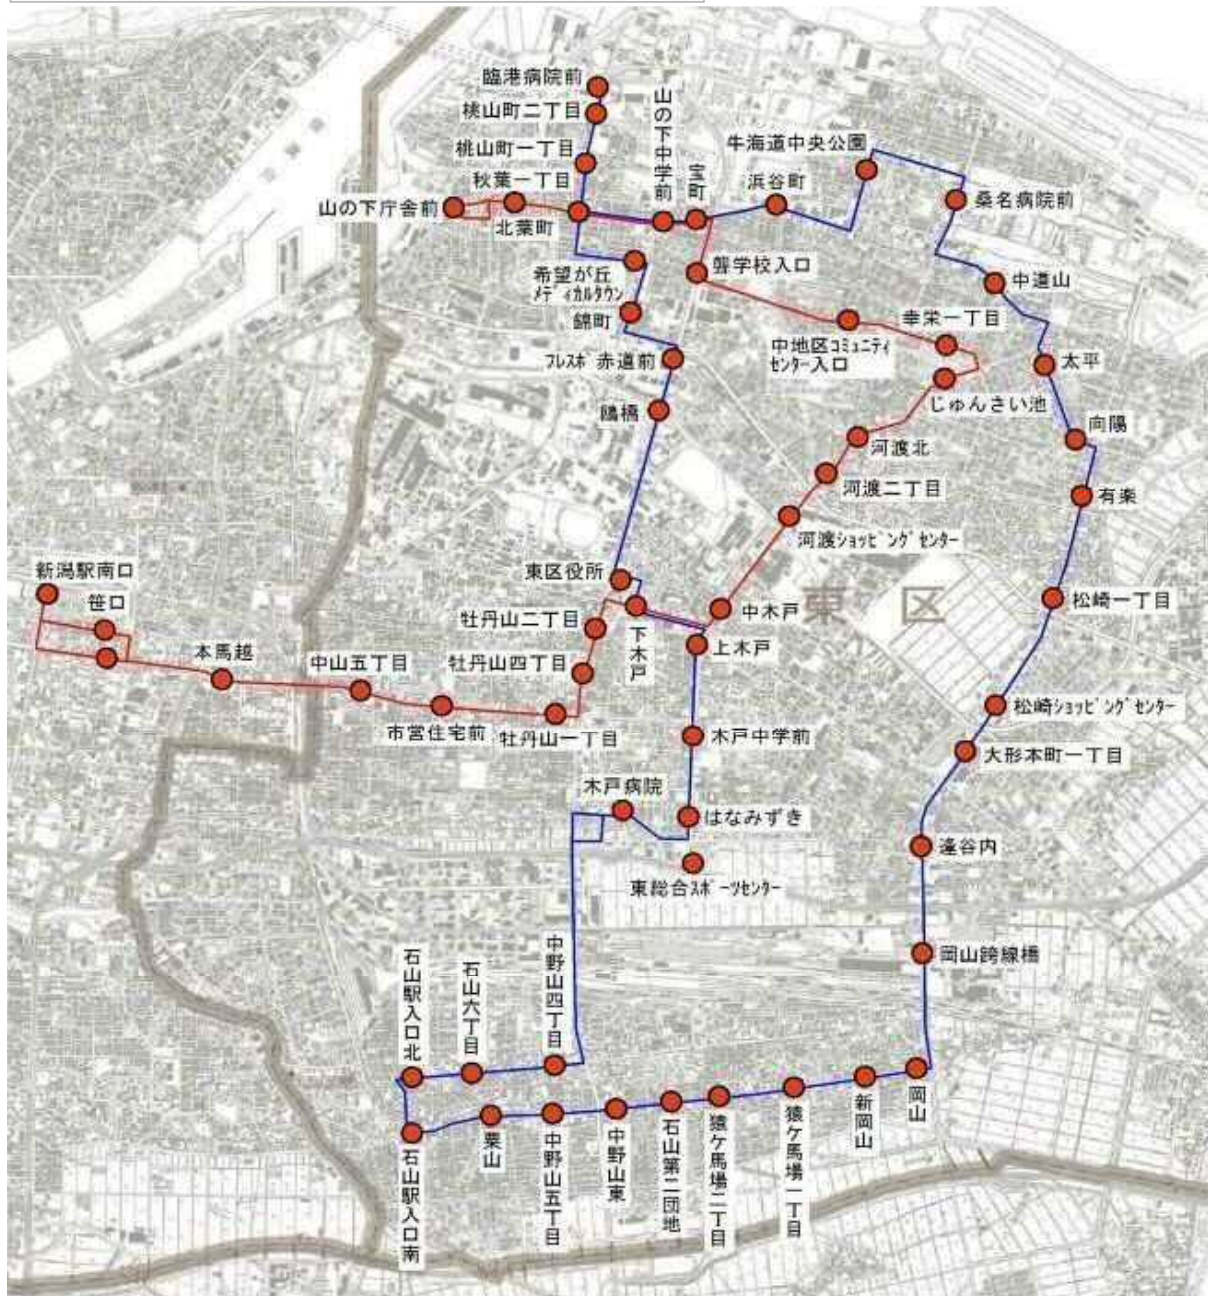 臨港病院前
桃山町二丁目
桃山町一丁目
秋葉一丁目
山の下庁舎前
北葉町
山の下中学前
宝町
浜谷町
牛海道中央公園
桑名病院前
希望が丘
ﾒﾃﾞｨｶﾙﾀｳﾝ
錦町
聾学校入口
中道山
幸栄一丁目
中地区ｺﾐｭﾆﾃｨ
ｾﾝﾀｰ入口
ﾌﾚｽﾎﾟ赤道前
太平
じゅんさい池
鴎橋
河渡北
向陽
河渡二丁目
有楽
河渡ｼｮｯﾋﾟﾝｸﾞｾﾝﾀｰ
新潟駅南口
笹口
東区役所
東区
松崎一丁目
牡丹山二丁目
下木戸
中木戸
上木戸
本馬越
中山五丁目
牡丹山四丁目
市営住宅前
牡丹山一丁目
松崎ｼｮｯﾋﾟﾝｸﾞｾﾝﾀｰ
木戸中学前
大形本町一丁目
木戸病院
はなみずき
逢谷内
東総合ｽﾎﾟｰﾂｾﾝﾀｰ
岡山跨線橋
石山駅入口北
石山六丁目
中野山四丁目
石山駅入口南
粟山
中野山五丁目
中野山東
石山第二団地
猿ケ馬場二丁目
猿ケ馬場一丁目
新岡山
岡山